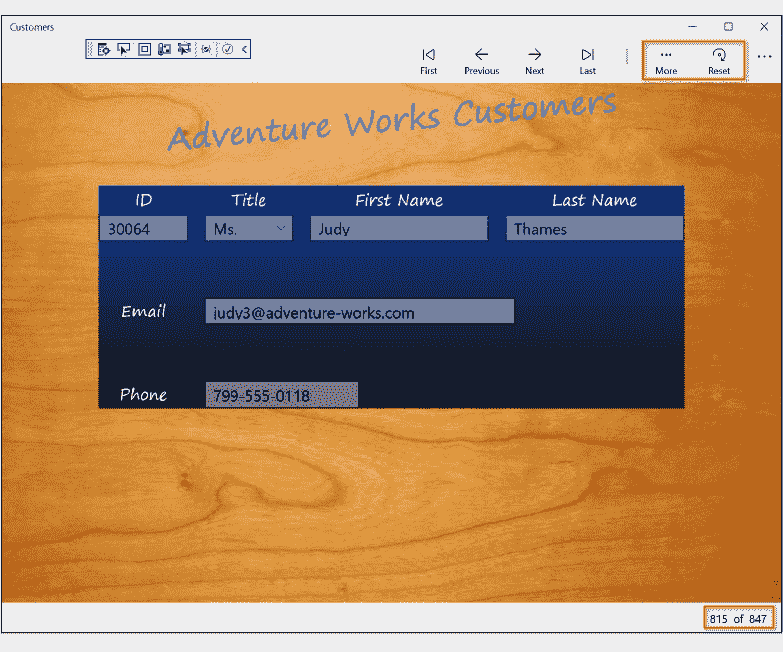 Customers
First Previous Next Last More Reset
Adventure Works Customers
ID Title First Name Last Name
30064 Ms. Judy Thames
Email judy3@adventure-works.com
Phone 799-555-0118
815 of 847